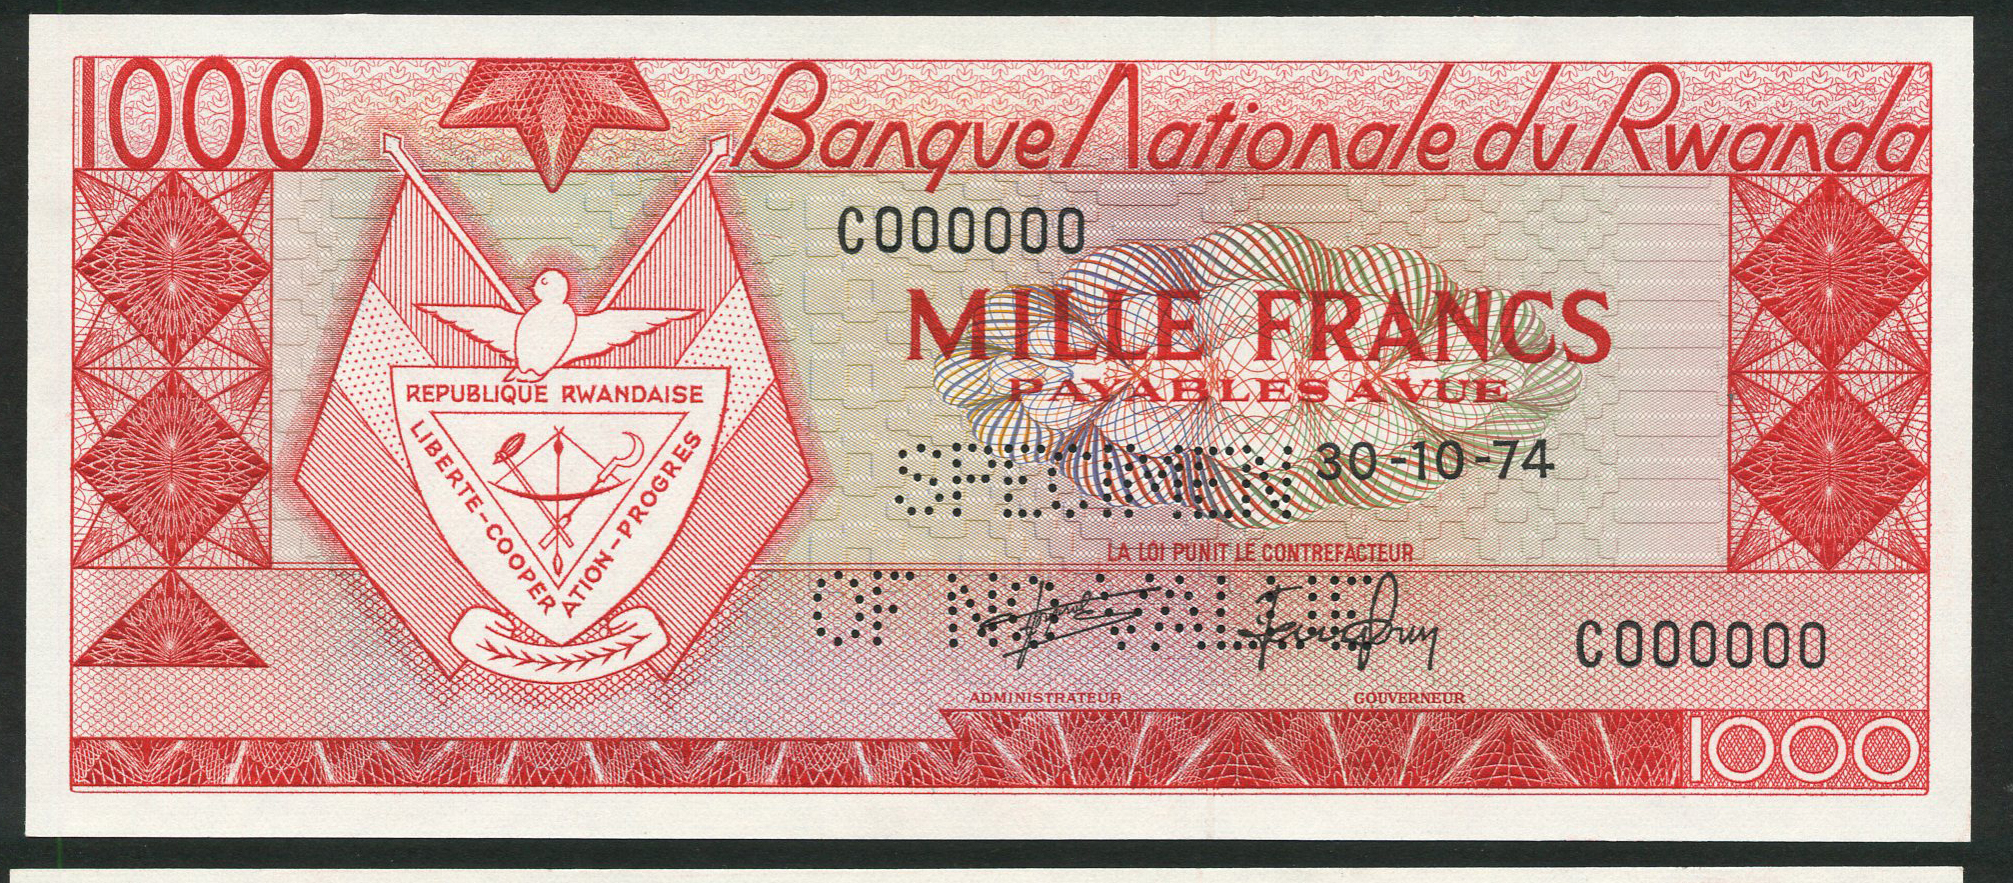 1000
Banque Nationale du Rwanda
C000000
MILLE FRANCS
PAYABLES A VUE
REPUBLIQUE RWANDAISE
LIBERTE-COOPERATION-PROGRES
SPECIMEN 30-10-74
LA LOI PUNIT LE CONTREFACTEUR
OF NO VALUE
C000000
ADMINISTRATEUR GOUVERNEUR
1000